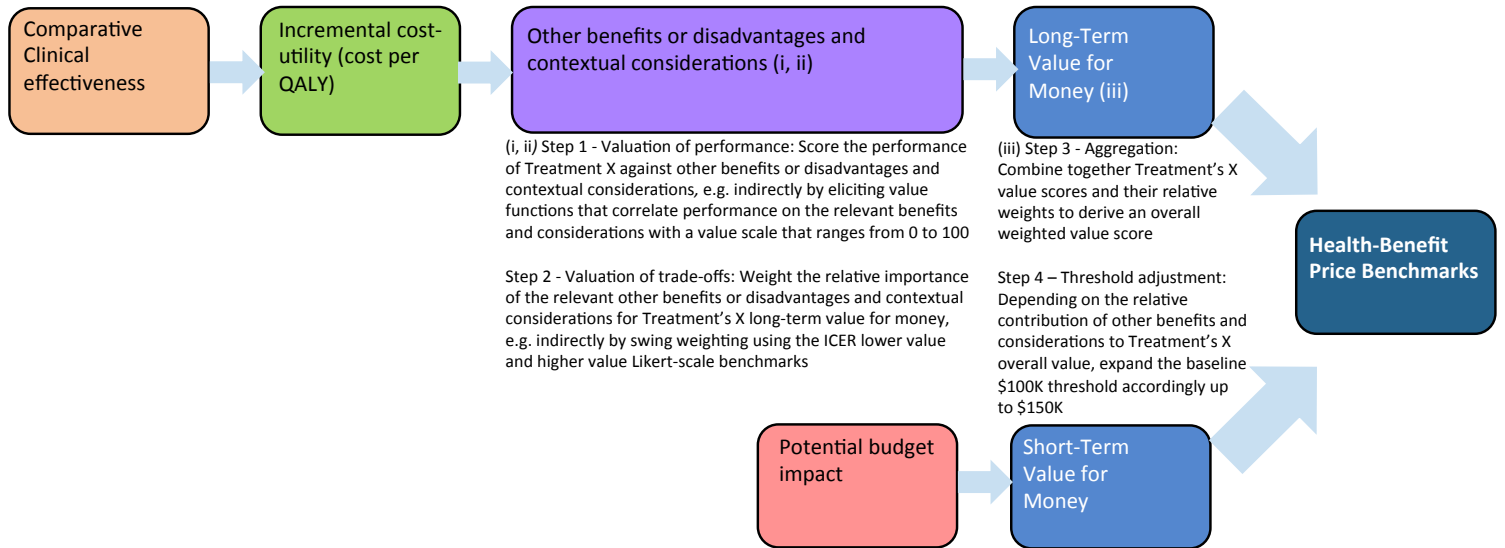 Comparative
Clinical
effectiveness
Incremental cost-
utility (cost per
QALY)
Other benefits or disadvantages and
contextual considerations (i, ii)
Long-Term
Value for
Money (iii)
(i, ii) Step 1 - Valuation of performance: Score the performance
of Treatment X against other benefits or disadvantages and
contextual considerations, e.g. indirectly by eliciting value
functions that correlate performance on the relevant benefits
and considerations with a value scale that ranges from 0 to 100
Step 2 - Valuation of trade-offs: Weight the relative importance
of the relevant other benefits or disadvantages and contextual
considerations for Treatment’s X long-term value for money,
e.g. indirectly by swing weighting using the ICER lower value
and higher value Likert-scale benchmarks
(iii) Step 3 - Aggregation:
Combine together Treatment’s X
value scores and their relative
weights to derive an overall
weighted value score
Step 4 – Threshold adjustment:
Depending on the relative
contribution of other benefits and
considerations to Treatment’s X
overall value, expand the baseline
$100K threshold accordingly up
to $150K
Health-Benefit
Price Benchmarks
Potential budget
impact
Short-Term
Value for
Money